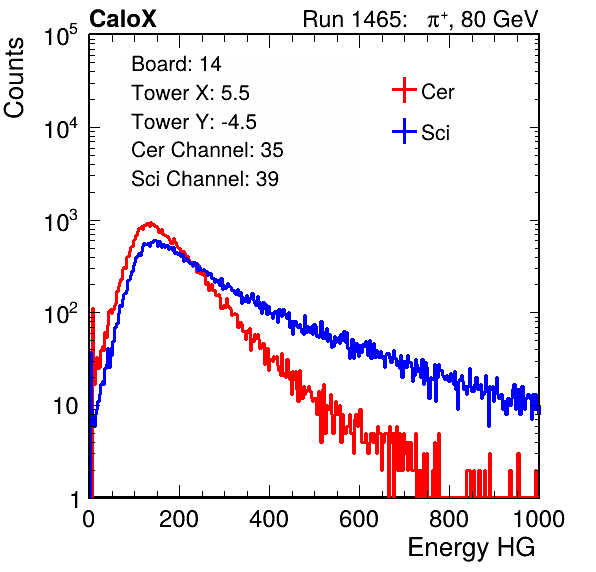 CaloX Run 1465: π⁺, 80 GeV
Counts
Board: 14
Tower X: 5.5
Tower Y: -4.5
Cer Channel: 35
Sci Channel: 39
Cer
Sci
10⁵
10⁴
10³
10²
10
1
0 200 400 600 800 1000
Energy HG